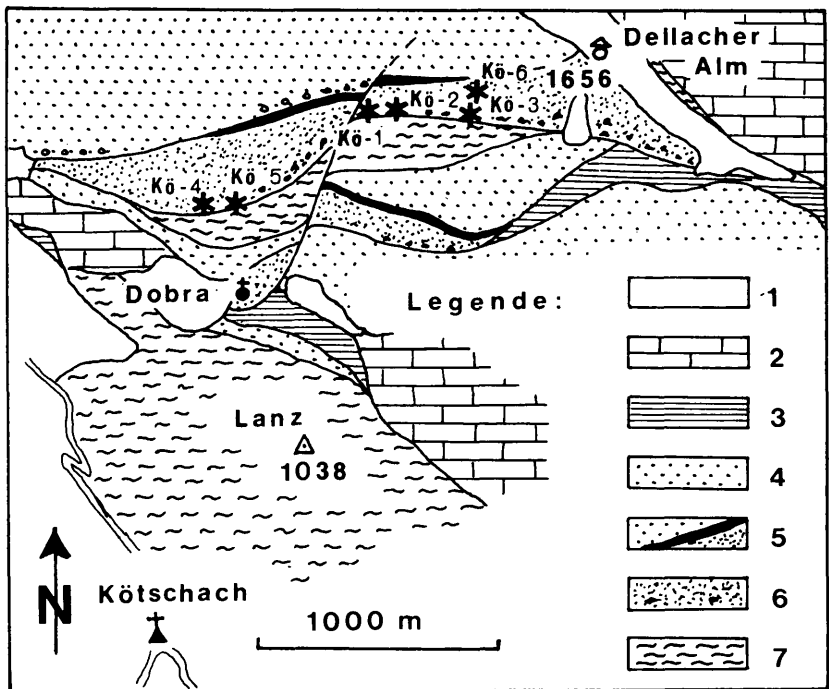 Dellacher
Alm
1656
Kö-6
Kö-2
Kö-3
Kö-1
Kö-4
Kö-5
Dobra
Legende:
1
2
3
4
5
6
7
Lanz
1038
N
Kötschach
1000 m